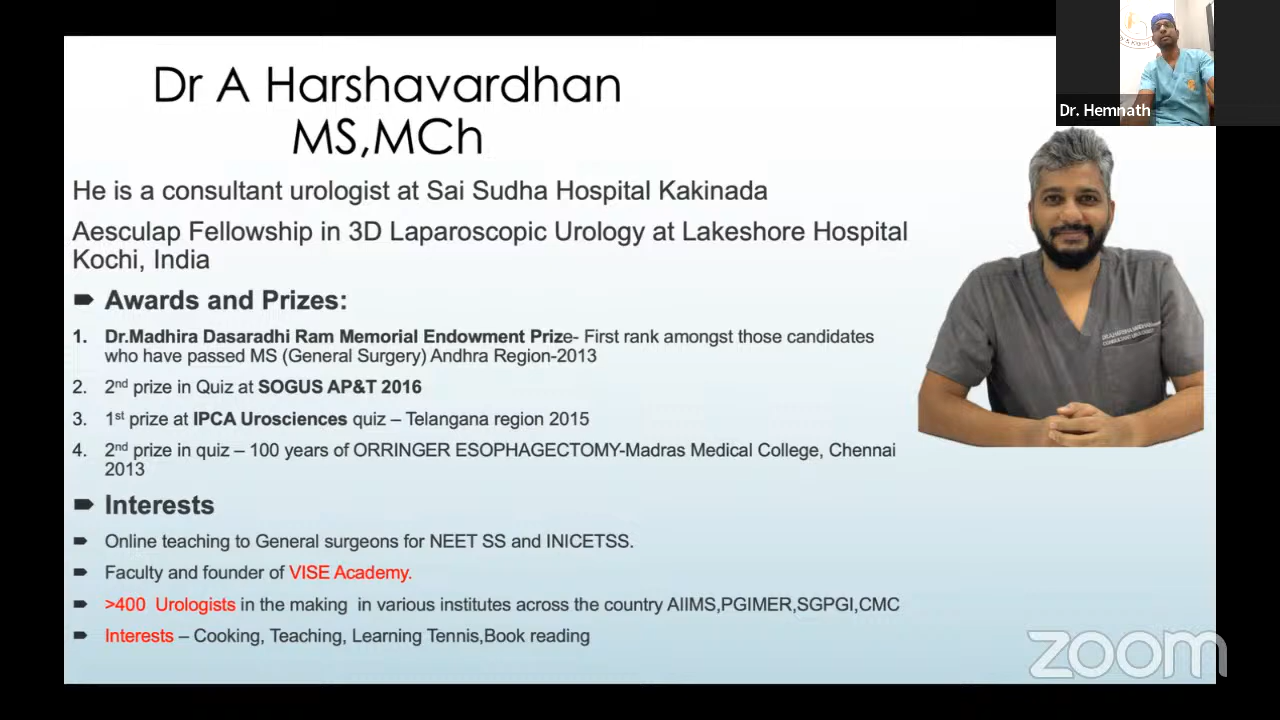 Dr. Hemnath
Dr A Harshavardhan
MS,MCh
He is a consultant urologist at Sai Sudha Hospital Kakinada
Aesculap Fellowship in 3D Laparoscopic Urology at Lakeshore Hospital
Kochi, India
Awards and Prizes:
1. Dr.Madhira Dasaradhi Ram Memorial Endowment Prize- First rank amongst those candidates
who have passed MS (General Surgery) Andhra Region-2013
2. 2nd prize in Quiz at SOGUS AP&T 2016
3. 1st prize at IPCA Urosciences quiz – Telangana region 2015
4. 2nd prize in quiz – 100 years of ORRINGER ESOPHAGECTOMY-Madras Medical College, Chennai
2013
Interests
Online teaching to General surgeons for NEET SS and INICETSS.
Faculty and founder of VISE Academy.
>400 Urologists in the making in various institutes across the country AIIMS,PGIMER,SGPGI,CMC
Interests – Cooking, Teaching, Learning Tennis,Book reading
zoom